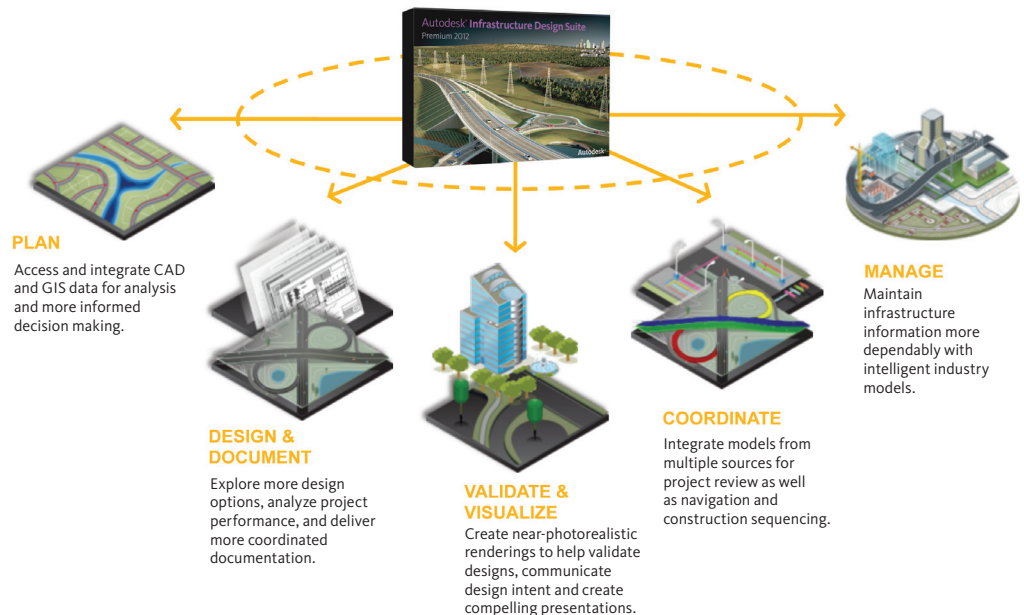 Autodesk® Infrastructure Design Suite
Premium 2012
Autodesk®
PLAN
Access and integrate CAD
and GIS data for analysis
and more informed
decision making.
DESIGN &
DOCUMENT
Explore more design
options, analyze project
performance, and deliver
more coordinated
documentation.
VALIDATE &
VISUALIZE
Create near-photorealistic
renderings to help validate
designs, communicate
design intent and create
compelling presentations.
COORDINATE
Integrate models from
multiple sources for
project review as well
as navigation and
construction sequencing.
MANAGE
Maintain
infrastructure
information more
dependably with
intelligent industry
models.